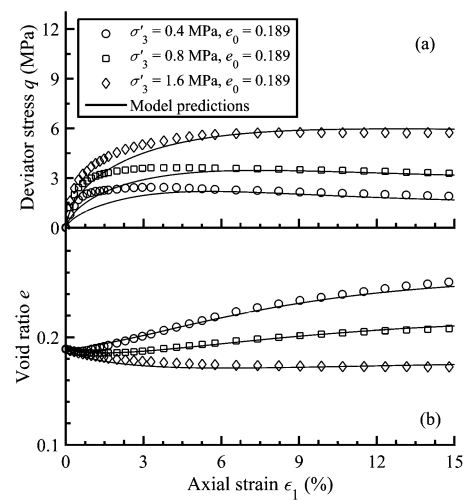 (a)
σ′3 = 0.4 MPa, e0 = 0.189
σ′3 = 0.8 MPa, e0 = 0.189
σ′3 = 1.6 MPa, e0 = 0.189
Model predictions
Deviator stress q (MPa)
12
9
6
3
0
(b)
Void ratio e
0.2
0.1
0 3 6 9 12 15
Axial strain ϵ1 (%)